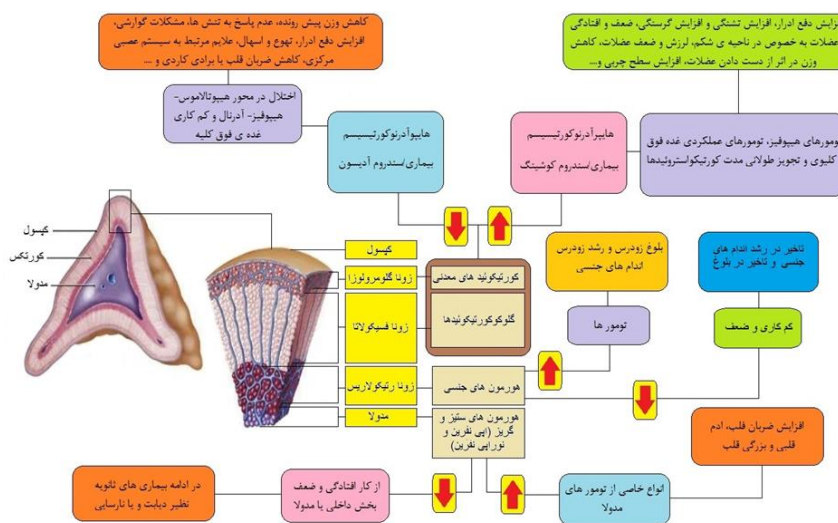 کاهش وزن پیش رونده، عدم پاسخ به تنش ها، مشکلات گوارشی،
افزایش دفع ادرار، تهوع و اسهال، علایم مرتبط به سیستم عصبی
مرکزی، کاهش ضربان قلب یا برادی کاردی و ...
افزایش دفع ادرار، افزایش تشنگی و افزایش گرسنگی، ضعف و افتادگی
عضلات به خصوص در ناحیه ی شکم، لرزش و ضعف عضلات، کاهش
وزن در اثر از دست دادن عضلات، افزایش سطح چربی و...
اختلال در محور هیپوتالاموس-
هیپوفیز- آدرنال و کم کاری
غده ی فوق کلیه
هایپوآدرنوکورتیسیسم
بیماری/سندروم آدیسون
هایپرآدرنوکورتیسیسم
بیماری/سندروم کوشینگ
تومورهای هیپوفیز، تومورهای عملکردی غده فوق
کلیوی و تجویز طولانی مدت کورتیکواستروئیدها
کپسول
کورتکس
مدولا
کپسول
زونا گلومرولوزا
زونا فسیکولاتا
زونا رتیکولاریس
مدولا
کورتیکوئید های معدنی
گلوکوکورتیکوئیدها
هورمون های جنسی
هورمون های ستیز و
گریز (اپی نفرین و
نوراپی نفرین)
بلوغ زودرس و رشد زودرس
اندام های جنسی
تومور ها
تاخیر در رشد اندام های
جنسی و تاخیر در بلوغ
کم کاری و ضعف
افزایش ضربان قلب، ادم
قلبی و بزرگی قلب
انواع خاصی از تومور های
مدولا
از کار افتادگی و ضعف
بخش داخلی یا مدولا
در ادامه بیماری های ثانویه
نظیر دیابت و یا نارسایی